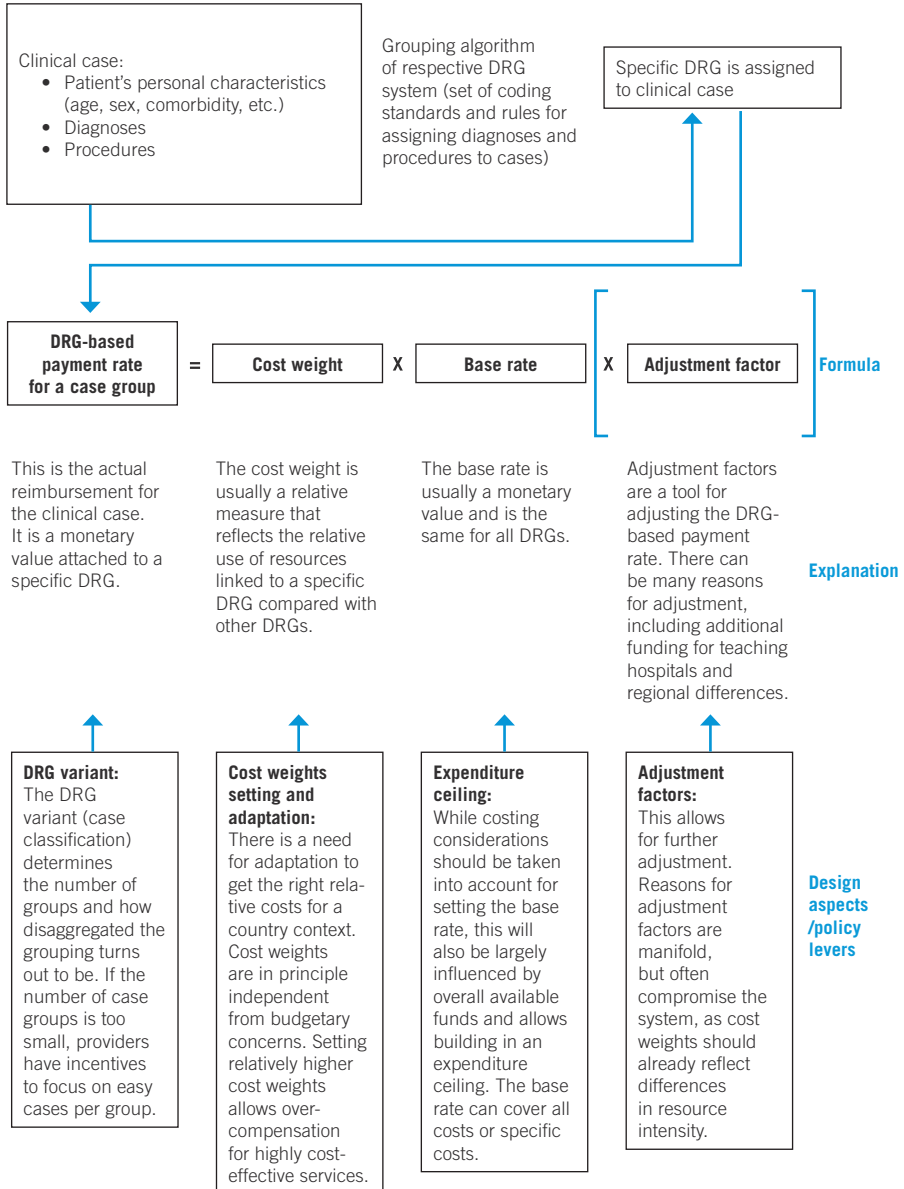 Clinical case:
• Patient's personal characteristics
(age, sex, comorbidity, etc.)
• Diagnoses
• Procedures
Grouping algorithm
of respective DRG
system (set of coding
standards and rules for
assigning diagnoses and
procedures to cases)
Specific DRG is assigned
to clinical case
DRG-based
payment rate
for a case group
=
Cost weight
X
Base rate
X
Adjustment factor
Formula
This is the actual
reimbursement for
the clinical case.
It is a monetary
value attached to a
specific DRG.
The cost weight is
usually a relative
measure that
reflects the relative
use of resources
linked to a specific
DRG compared with
other DRGs.
The base rate is
usually a monetary
value and is the
same for all DRGs.
Adjustment factors
are a tool for
adjusting the DRG-
based payment
rate. There can
be many reasons
for adjustment,
including additional
funding for teaching
hospitals and
regional differences.
Explanation
DRG variant:
The DRG
variant (case
classification)
determines
the number of
groups and how
disaggregated the
grouping turns
out to be. If the
number of case
groups is too
small, providers
have incentives
to focus on easy
cases per group.
Cost weights
setting and
adaptation:
There is a need
for adaptation to
get the right rela-
tive costs for a
country context.
Cost weights
are in principle
independent
from budgetary
concerns. Setting
relatively higher
cost weights
allows over-
compensation
for highly cost-
effective services.
Expenditure
ceiling:
While costing
considerations
should be taken
into account for
setting the base
rate, this will
also be largely
influenced by
overall available
funds and allows
building in an
expenditure
ceiling. The base
rate can cover all
costs or specific
costs.
Adjustment
factors:
This allows
for further
adjustment.
Reasons for
adjustment
factors are
manifold,
but often
compromise the
system, as cost
weights should
already reflect
differences
in resource
intensity.
Design
aspects
/policy
levers